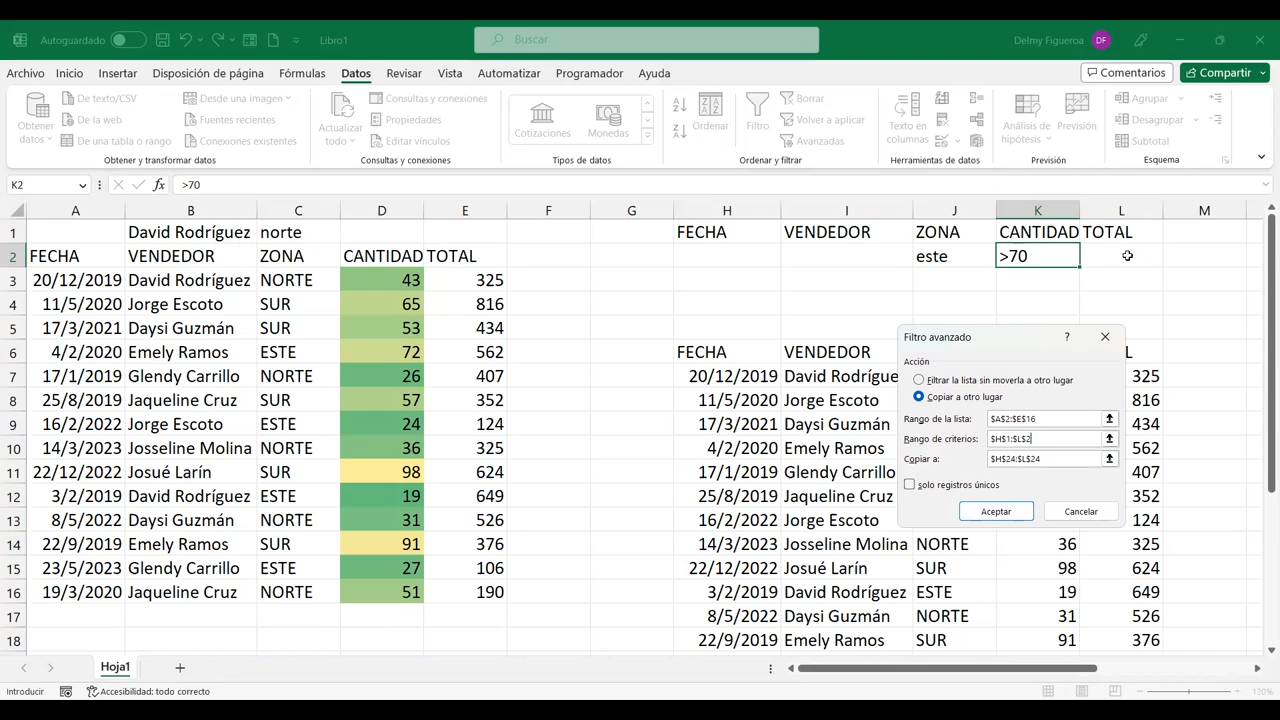 Autoguardado
Libro1
Buscar
Delmy Figueroa
DF
Archivo Inicio Insertar Disposición de página Fórmulas Datos Revisar Vista Automatizar Programador Ayuda
Comentarios
Compartir
Obtener datos
De texto/CSV
De la web
De una tabla o rango
Desde una imagen
Fuentes recientes
Conexiones existentes
Obtener y transformar datos
Actualizar todo
Consultas y conexiones
Propiedades
Editar vínculos
Consultas y conexiones
Cotizaciones
Monedas
Tipos de datos
Ordenar
Filtro
Borrar
Volver a aplicar
Avanzadas
Ordenar y filtrar
Texto en columnas
Herramientas de datos
Análisis de hipótesis
Previsión
Previsión
Agrupar
Desagrupar
Subtotal
Esquema
K2
fx
>70
A B C D E F G H I J K L M
1 David Rodríguez norte FECHA VENDEDOR ZONA CANTIDAD TOTAL
2 FECHA VENDEDOR ZONA CANTIDAD TOTAL este >70
3 20/12/2019 David Rodríguez NORTE 43 325
4 11/5/2020 Jorge Escoto SUR 65 816
5 17/3/2021 Daysi Guzmán SUR 53 434
6 4/2/2020 Emely Ramos ESTE 72 562 FECHA VENDEDOR L
7 17/1/2019 Glendy Carrillo NORTE 26 407 20/12/2019 David Rodrígue 325
8 25/8/2019 Jaqueline Cruz SUR 57 352 11/5/2020 Jorge Escoto 816
9 16/2/2022 Jorge Escoto ESTE 24 124 17/3/2021 Daysi Guzmán 434
10 14/3/2023 Josseline Molina NORTE 36 325 4/2/2020 Emely Ramos 562
11 22/12/2022 Josué Larín SUR 98 624 17/1/2019 Glendy Carrillo 407
12 3/2/2019 David Rodríguez ESTE 19 649 25/8/2019 Jaqueline Cruz 352
13 8/5/2022 Daysi Guzmán NORTE 31 526 16/2/2022 Jorge Escoto 124
14 22/9/2019 Emely Ramos SUR 91 376 14/3/2023 Josseline Molina NORTE 36 325
15 23/5/2023 Glendy Carrillo ESTE 27 106 22/12/2022 Josué Larín SUR 98 624
16 19/3/2020 Jaqueline Cruz NORTE 51 190 3/2/2019 David Rodríguez ESTE 19 649
17 8/5/2022 Daysi Guzmán NORTE 31 526
18 22/9/2019 Emely Ramos SUR 91 376
Filtro avanzado ?
Acción
Filtrar la lista sin moverla a otro lugar
Copiar a otro lugar
Rango de la lista: $A$2:$E$16
Rango de criterios: $H$1:$L$2
Copiar a: $H$24:$L$24
Solo registros únicos
Aceptar Cancelar
Hoja1
Introducir
Accesibilidad: todo correcto
120%